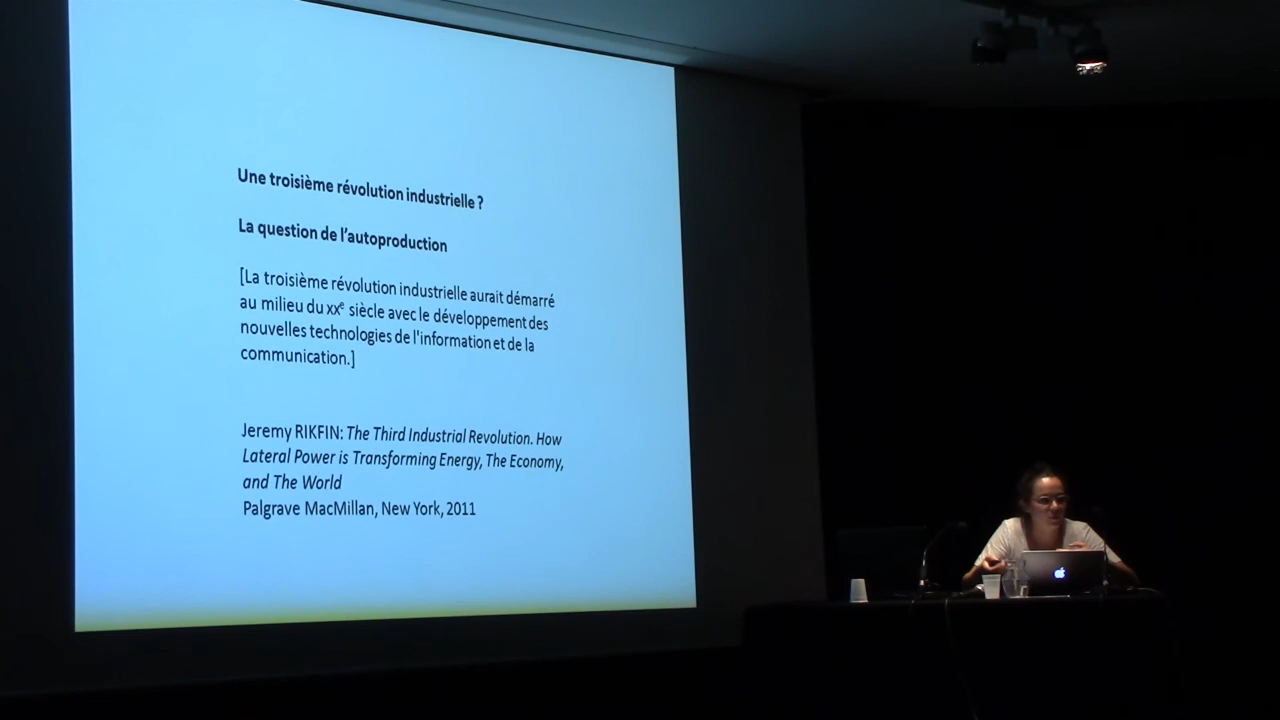 Une troisième révolution industrielle ?
La question de l'autoproduction
[La troisième révolution industrielle aurait démarré
au milieu du XXe siècle avec le développement des
nouvelles technologies de l'information et de la
communication.]
Jeremy RIKFIN: The Third Industrial Revolution. How
Lateral Power is Transforming Energy, The Economy,
and The World
Palgrave MacMillan, New York, 2011